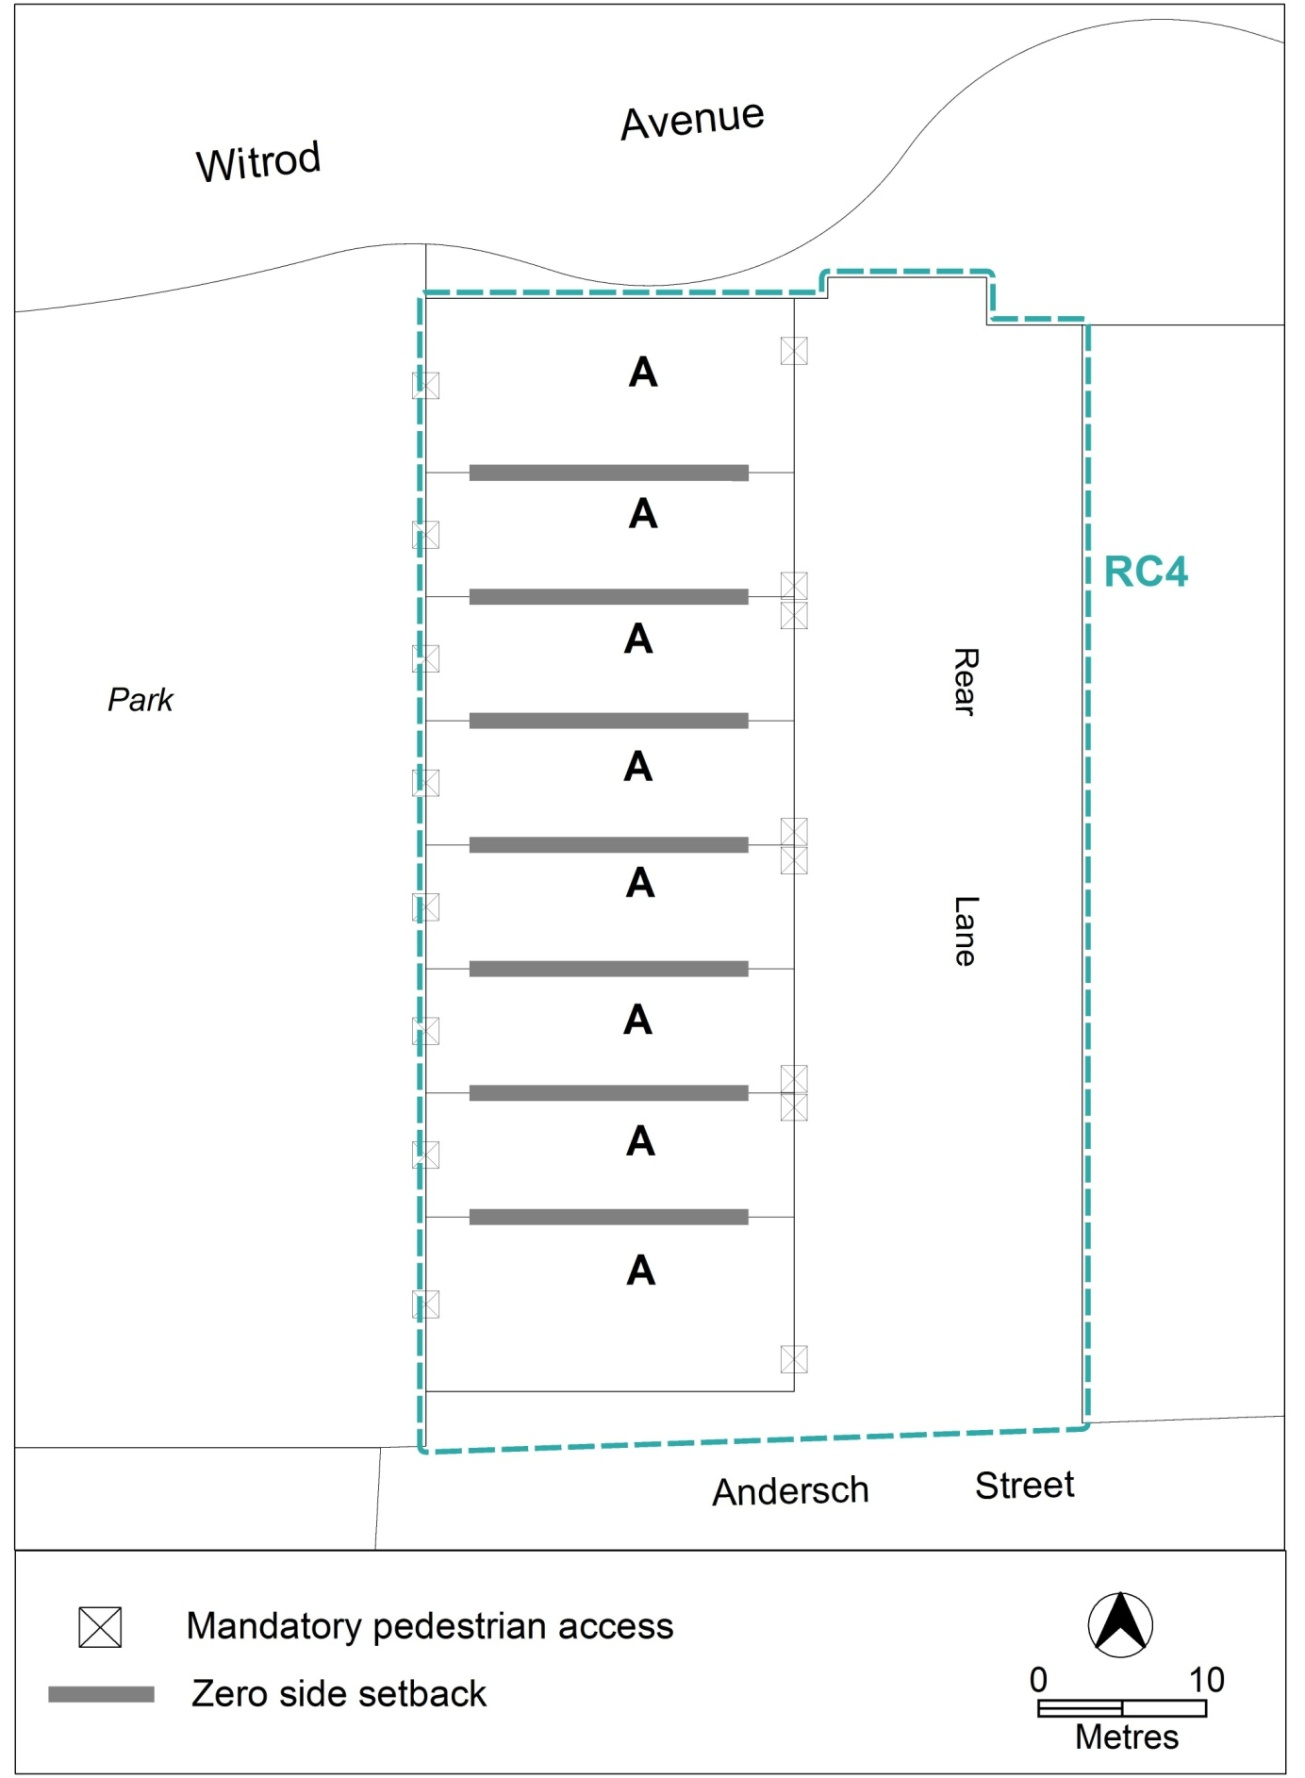 Witrod Avenue
A
A
RC4
A
Rear
Park
A
A
Lane
A
A
A
Andersch Street
Mandatory pedestrian access
Zero side setback
0 10
Metres